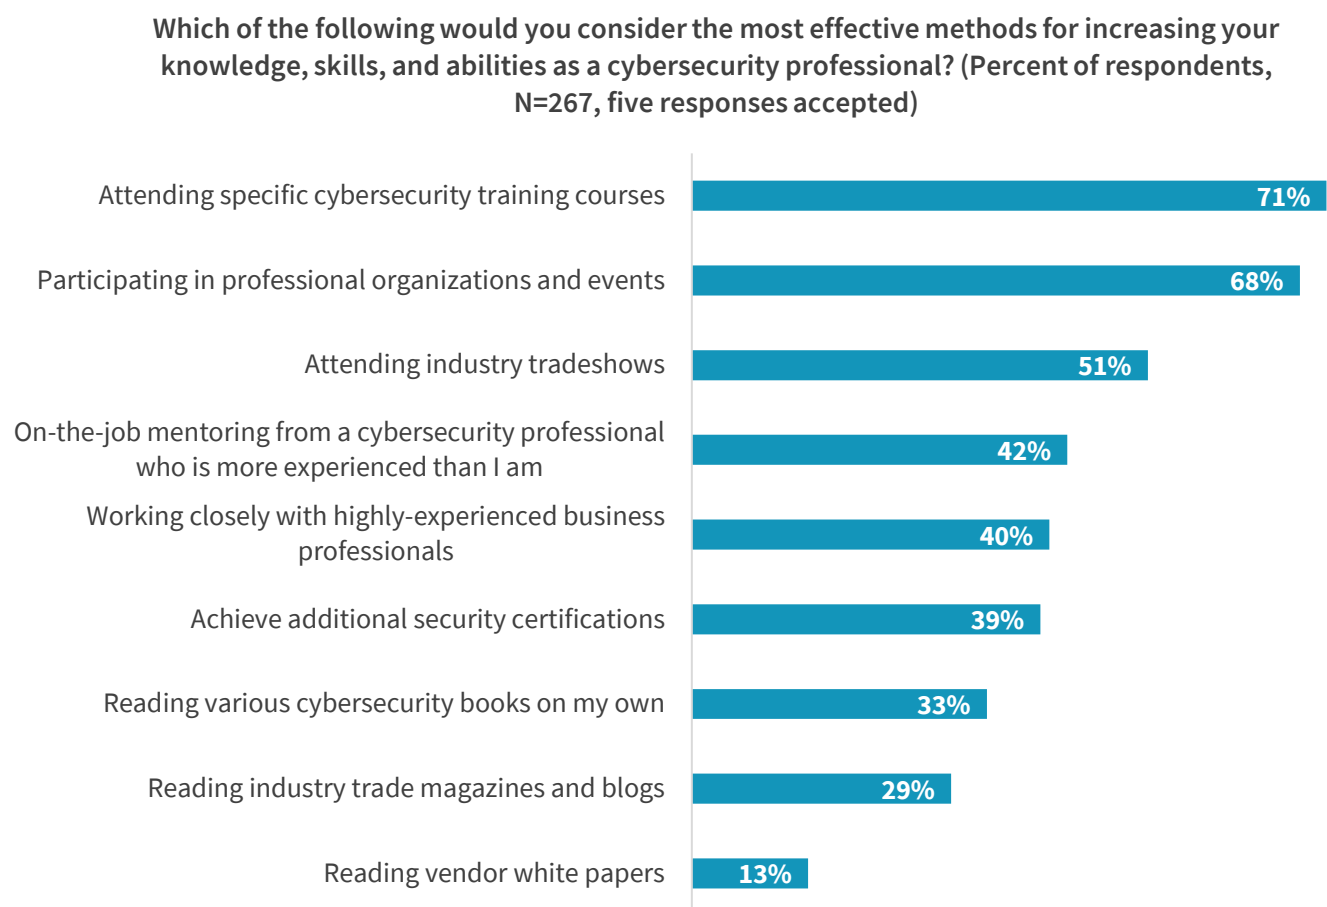 Which of the following would you consider the most effective methods for increasing your
knowledge, skills, and abilities as a cybersecurity professional? (Percent of respondents,
N=267, five responses accepted)
Attending specific cybersecurity training courses
71%
Participating in professional organizations and events
68%
Attending industry tradeshows
51%
On-the-job mentoring from a cybersecurity professional
who is more experienced than I am
42%
Working closely with highly-experienced business
professionals
40%
Achieve additional security certifications
39%
Reading various cybersecurity books on my own
33%
Reading industry trade magazines and blogs
29%
Reading vendor white papers
13%